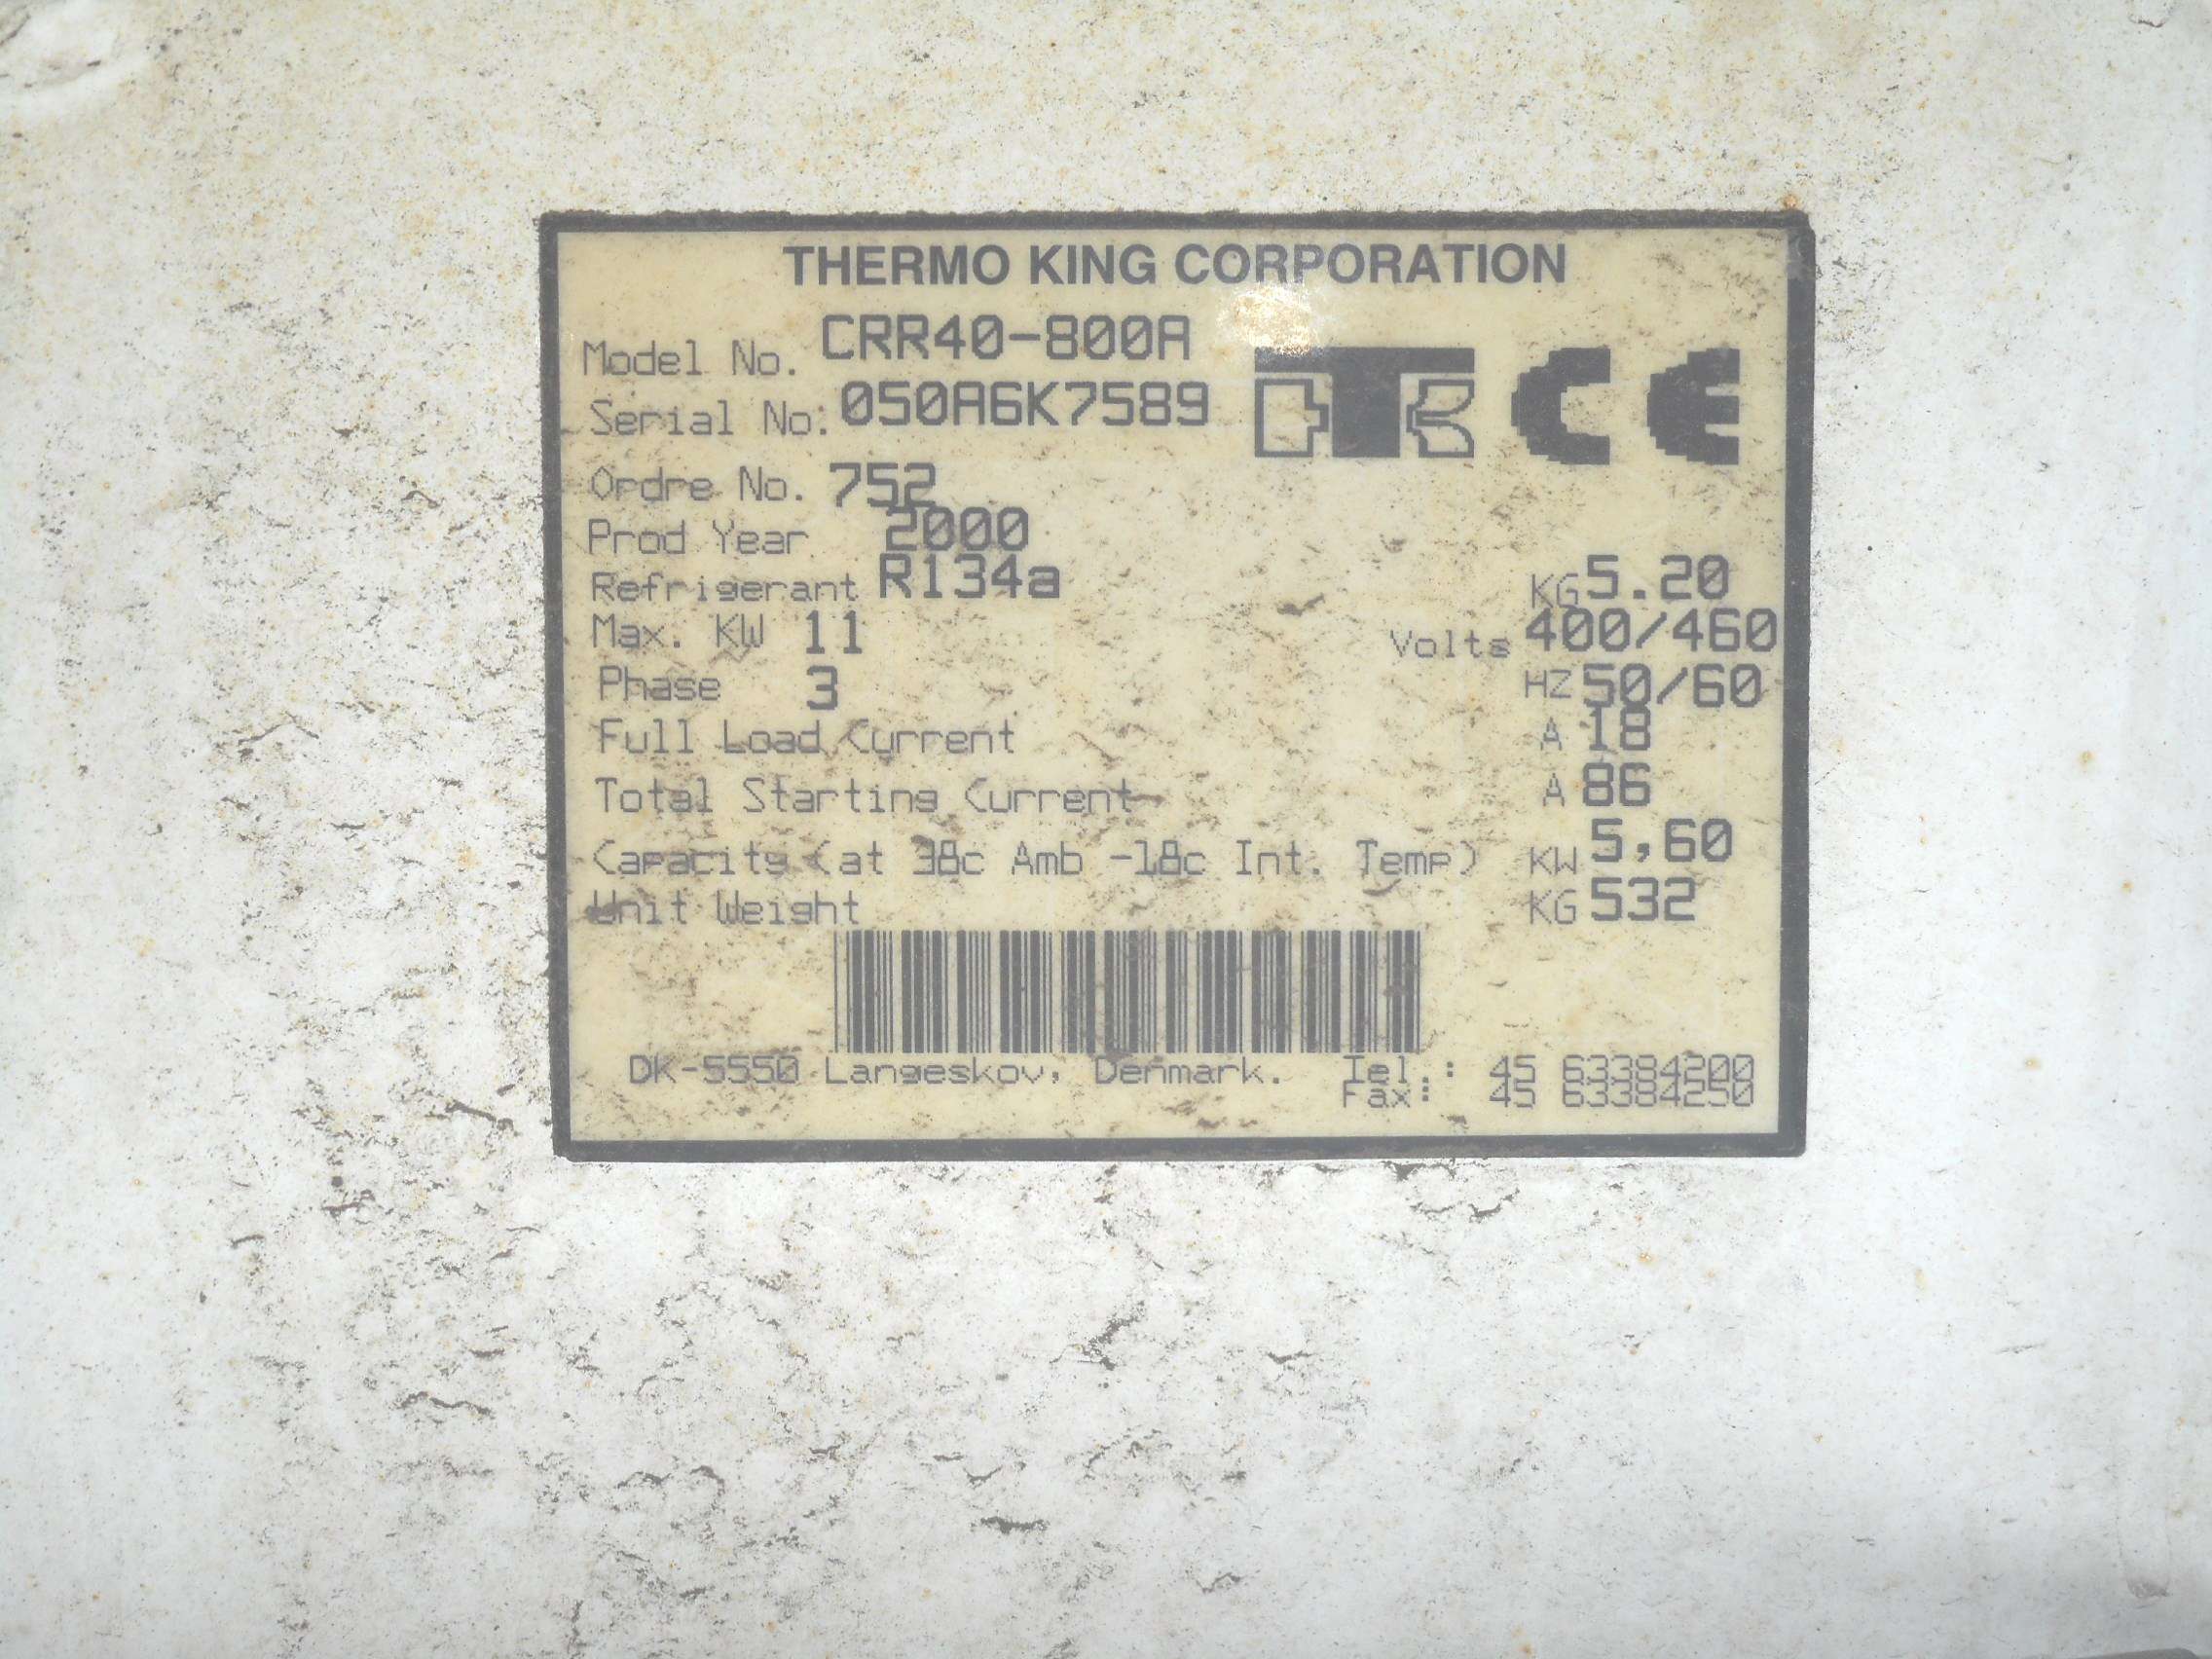 THERMO KING CORPORATION
Model No. CRR40-800A
Serial No: 050A6K7589
TK CE
Ordre No. 752
Prod Year 2000
Refrigerant R134a KG 5.20
Max. KW 11 Volts 400/460
Phase 3 HZ 50/60
Full Load Current A 18
Total Starting Current A 86
Capacity (at 38c Amb -18c Int. Temp) KW 5,60
Unit Weight KG 532
DK-5550 Langeskov, Denmark. Tel.: 45 63384200
Fax: 45 63384250